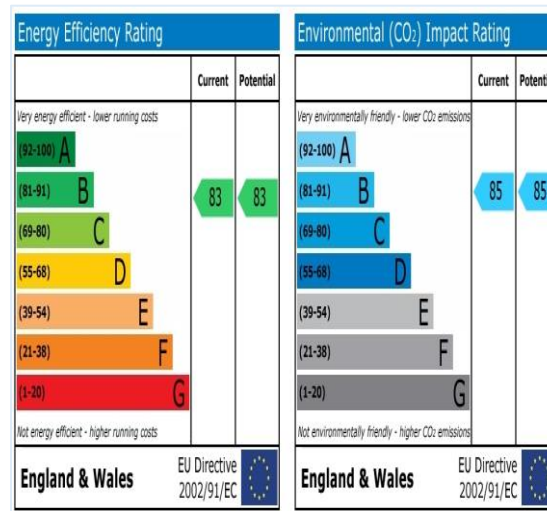 Energy Efficiency Rating
Current Potential
Very energy efficient - lower running costs
(92-100) A
(81-91) B
83 83
(69-80) C
(55-68) D
(39-54) E
(21-38) F
(1-20) G
Not energy efficient - higher running costs
England & Wales
EU Directive
2002/91/EC
Environmental (CO₂) Impact Rating
Current Potenti
Very environmentally friendly - lower CO₂ emissions
(92-100) A
(81-91) B
85 85
(69-80) C
(55-68) D
(39-54) E
(21-38) F
(1-20) G
Not environmentally friendly - higher CO₂ emissions
England & Wales
EU Directive
2002/91/EC